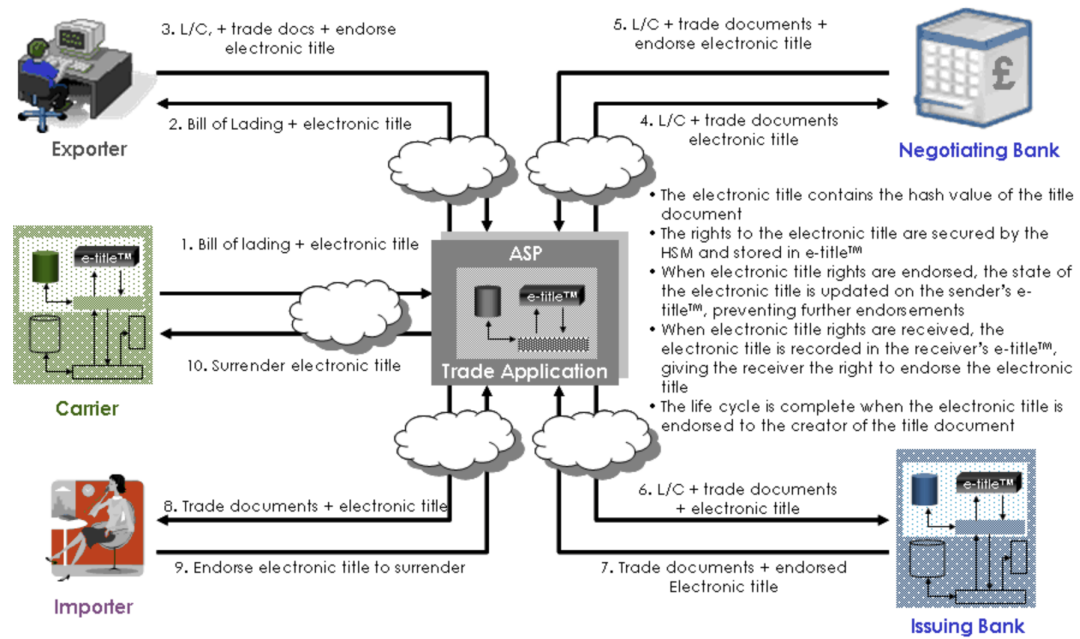 3. L/C, + trade docs + endorse
electronic title
5. L/C + trade documents +
endorse electronic title
£
2. Bill of Lading + electronic title
4. L/C + trade documents
electronic title
Exporter
Negotiating Bank
1. Bill of lading + electronic title
e-title™
ASP
e-title™
Trade Application
10. Surrender electronic title
Carrier
• The electronic title contains the hash value of the title
document
• The rights to the electronic title are secured by the
HSM and stored in e-title™
• When electronic title rights are endorsed, the state of
the electronic title is updated on the sender's e-
title™, preventing further endorsements
• When electronic title rights are received, the
electronic title is recorded in the receiver's e-title™,
giving the receiver the right to endorse the electronic
title
• The life cycle is complete when the electronic title is
endorsed to the creator of the title document
8. Trade documents + electronic title
6. L/C + trade documents
+ electronic title
e-title™
9. Endorse electronic title to surrender
7. Trade documents + endorsed
Electronic title
Importer
Issuing Bank